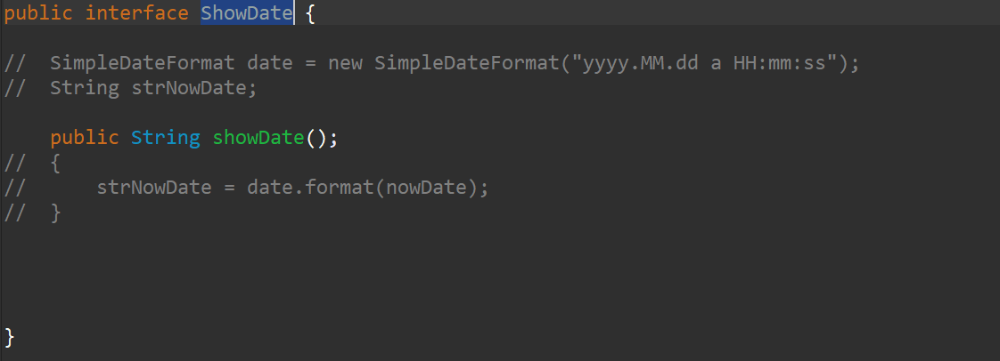 public interface ShowDate {
//  SimpleDateFormat date = new SimpleDateFormat("yyyy.MM.dd a HH:mm:ss");
//  String strNowDate;
    public String showDate();
//  {
//      strNowDate = date.format(nowDate);
//  }
}